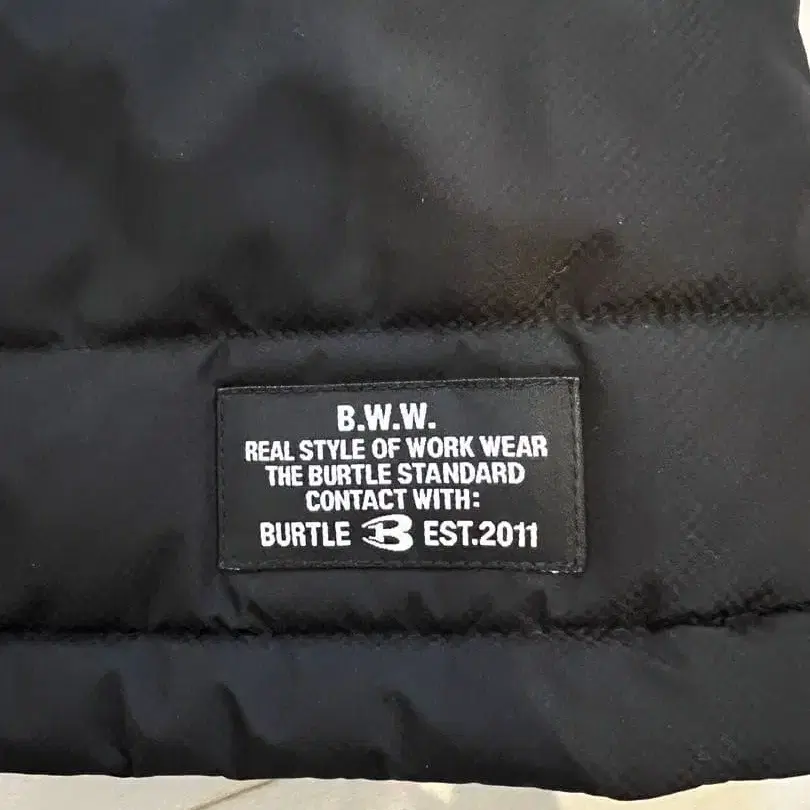 B.W.W.
REAL STYLE OF WORK WEAR
THE BURTLE STANDARD
CONTACT WITH:
BURTLE B EST.2011